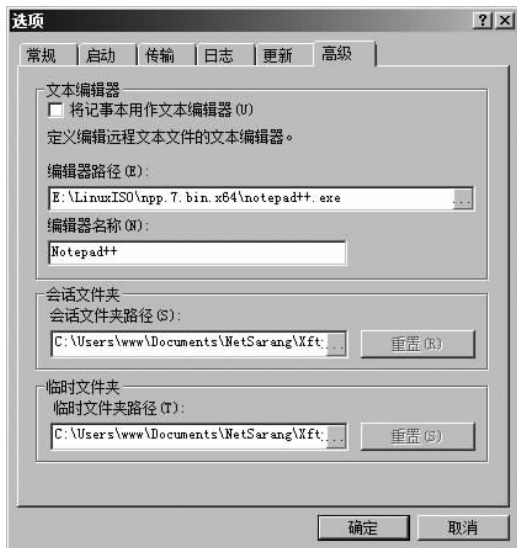 选项
常规 启动 传输 日志 更新 高级
文本编辑器
将记事本用作文本编辑器(U)
定义编辑远程文本文件的文本编辑器。
编辑器路径(E):
E:\LinuxISO\npp.7.bin.x64\notepad++.exe ...
编辑器名称(N):
Notepad++
会话文件夹
会话文件夹路径(S):
C:\Users\www\Documents\NetSarang\Xft ... 重置(R)
临时文件夹
临时文件夹路径(T):
C:\Users\www\Documents\NetSarang\Xft ... 重置(S)
确定 取消